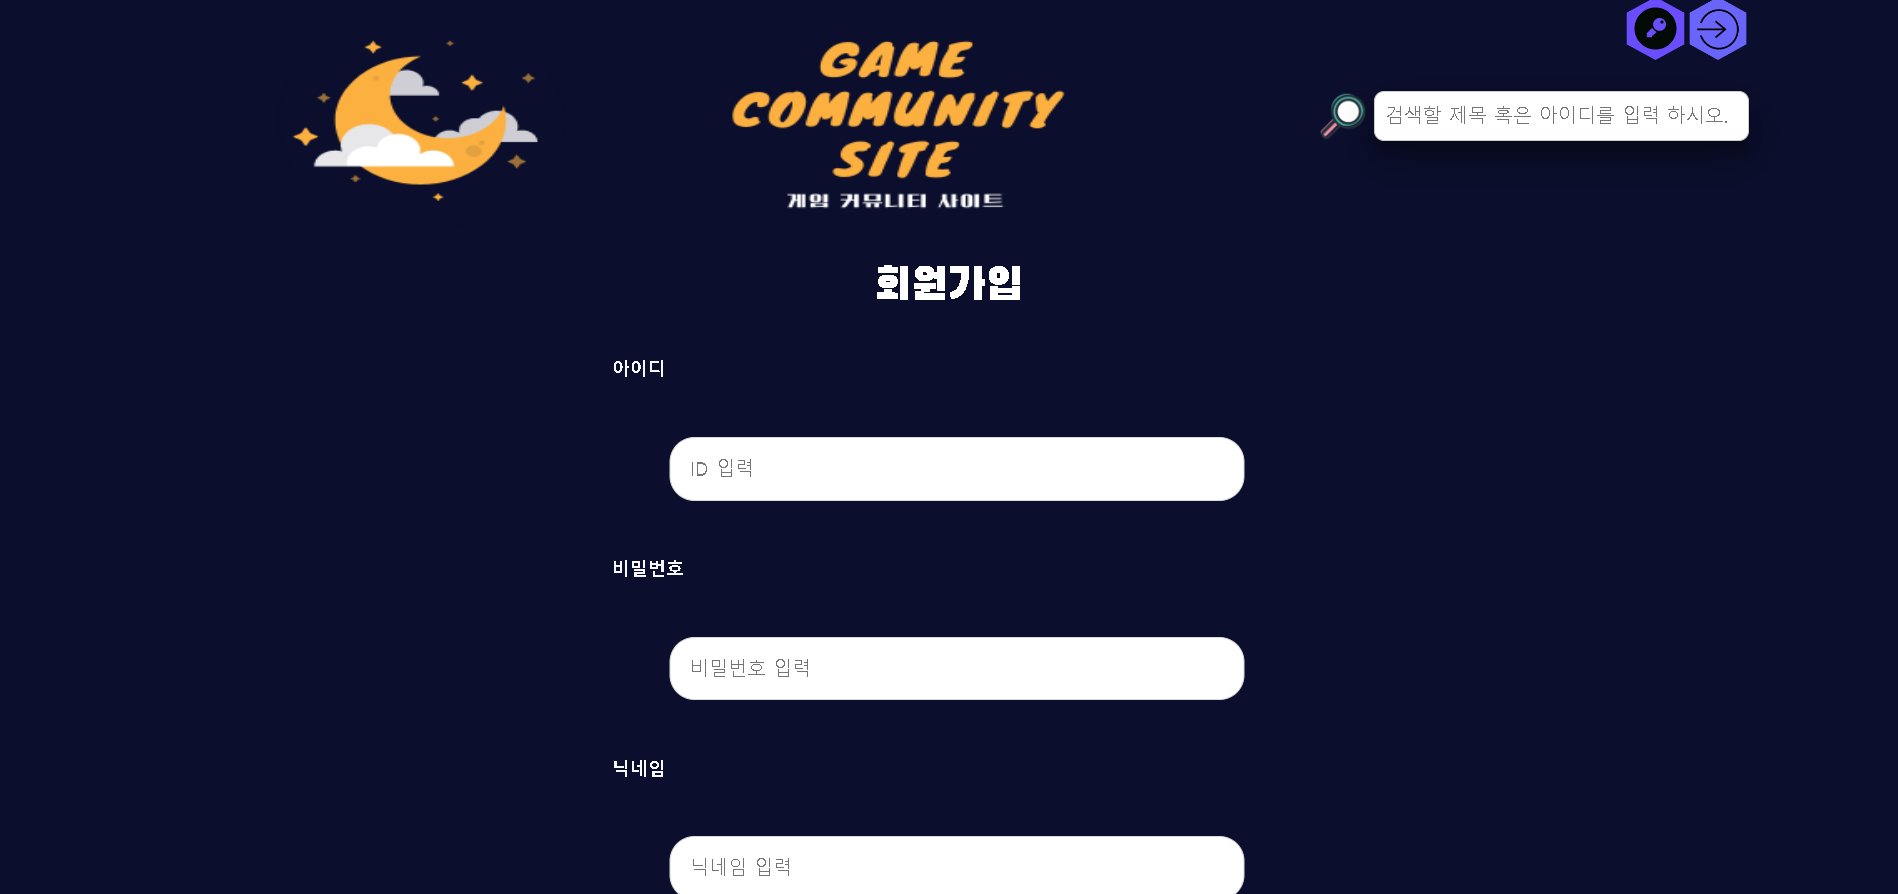 GAME
COMMUNITY
SITE
게임 커뮤니티 사이트
검색할 제목 혹은 아이디를 입력 하시오.
회원가입
아이디
ID 입력
비밀번호
비밀번호 입력
닉네임
닉네임 입력